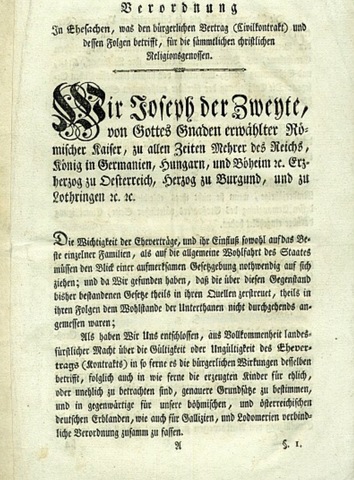 Verordnung
In Ehesachen, was den bürgerlichen Vertrag (Civilkontrakt) und
dessen Folgen betrifft, für die sämmtlichen christlichen
Religionsgenossen.
Wir Joseph der Zweyte,
von Gottes Gnaden erwählter Rö-
mischer Kaiser, zu allen Zeiten Mehrer des Reichs,
König in Germanien, Hungarn, und Böheim ꝛc. Erz-
herzog zu Oesterreich, Herzog zu Burgund, und zu
Lothringen ꝛc. ꝛc.
Die Wichtigkeit der Eheverträge, und ihr Einfluß sowohl auf das Be-
ste einzelner Familien, als auf die allgemeine Wohlfahrt des Staates
müssen den Blick einer aufmerksamen Gesetzgebung nothwendig auf sich
ziehen; und da Wir gefunden haben, daß die über diesen Gegenstand
bisher bestandenen Gesetze theils in ihren Quellen zerstreuet, theils in
ihren Folgen dem Wohlstande der Unterthanen nicht durchgehends an-
gemessen waren;
Als haben Wir Uns entschlossen, aus Vollkommenheit landes-
fürstlicher Macht über die Gültigkeit oder Ungültigkeit des Ehever-
trags (Kontrakts) in so ferne es die bürgerlichen Wirkungen desselben
betrifft, folglich auch in wie ferne die erzeugten Kinder für ehlich,
oder unehlich zu betrachten sind, genauere Grundsätze zu bestimmen,
und in gegenwärtige für unsere böhmischen, und österreichischen
deutschen Erblanden, wie auch für Gallizien, und Lodomerien verbind-
liche Verordnung zusamm zu fassen.
A §. 1.